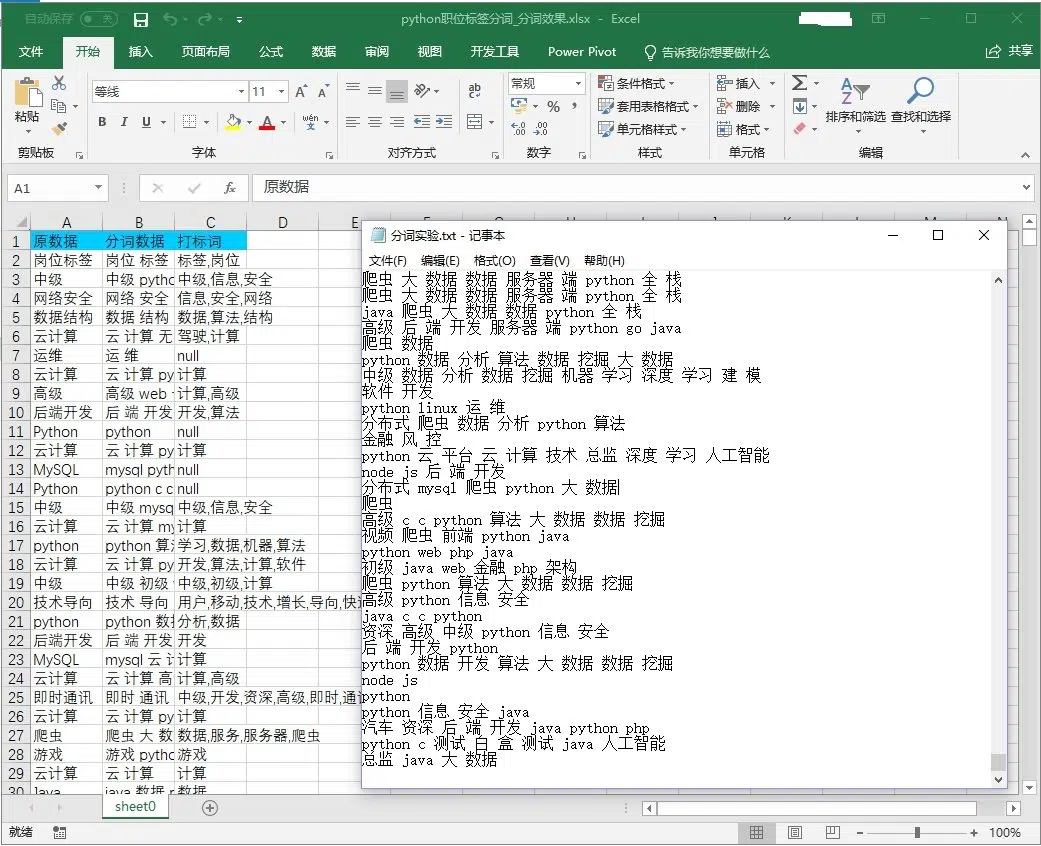 自动保存 关 python职位标签分词_分词效果.xlsx - Excel
文件 开始 插入 页面布局 公式 数据 审阅 视图 开发工具 Power Pivot 告诉我你想要做什么 共享
粘贴 等线 11 常规 条件格式 插入
B I U A 套用表格格式 删除 排序和筛选 查找和选择
单元格样式 格式
剪贴板 字体 对齐方式 数字 样式 单元格 编辑
A1 fx 原数据
A B C D E
1 原数据 分词数据 打标词
2 岗位标签 岗位 标签 标签,岗位
3 中级 中级 pytho 中级,信息,安全
4 网络安全 网络 安全 信息,安全,网络
5 数据结构 数据 结构 数据,算法,结构
6 云计算 云 计算 无 驾驶,计算
7 运维 运 维 null
8 云计算 云 计算 py 计算
9 高级 高级 web 计算,高级
10 后端开发 后 端 开发 开发,算法
11 Python python null
12 云计算 云 计算 py 计算
13 MySQL mysql pyth null
14 Python python c c null
15 中级 中级 mysq 中级,信息,安全
16 云计算 云 计算 my 计算
17 python python 算 学习,数据,机器,算法
18 云计算 云 计算 py 开发,算法,计算,软件
19 中级 中级 初级 中级,初级,计算
20 技术导向 技术 导向 用户,移动,技术,增长,导向,快
21 python python 数 分析,数据
22 后端开发 后 端 开发 开发
23 MySQL mysql 云 计 计算
24 云计算 云 计算 高 计算,高级
25 即时通讯 即时 通讯 中级,开发,资深,高级,即时,通
26 云计算 云 计算 py 计算
27 爬虫 爬虫 大 数 数据,服务,服务器,爬虫
28 游戏 游戏 pytho 游戏
29 云计算 云 计算 计算
30 java java 数据 数据
分词实验.txt - 记事本
文件(F) 编辑(E) 格式(O) 查看(V) 帮助(H)
爬虫 大 数据 数据 服务器 端 python 全 栈
爬虫 大 数据 数据 服务器 端 python 全 栈
java 爬虫 大 数据 数据 python 全 栈
高级 后 端 开发 服务器 端 python go java
爬虫 数据
python 数据 分析 算法 数据 挖掘 大 数据
中级 数据 分析 数据 挖掘 机器 学习 深度 学习 建 模
软件 开发
python linux 运 维
分布式 爬虫 数据 分析 python 算法
金融 风 控
python 云 平台 云 计算 技术 总监 深度 学习 人工智能
node js 后 端 开发
分布式 mysql 爬虫 python 大 数据
爬虫
高级 c c python 算法 大 数据 数据 挖掘
视频 爬虫 前端 python java
python web php java
初级 java web 金融 php 架构
爬虫 python 算法 大 数据 数据 挖掘
高级 python 信息 安全
java c c python
资深 高级 中级 python 信息 安全
后 端 开发 python
python 数据 开发 算法 大 数据 数据 挖掘
node js
python
python 信息 安全 java
汽车 资深 后 端 开发 java python php
python c 测试 白 盒 测试 java 人工智能
总监 java 大 数据
sheet0
就绪 100%